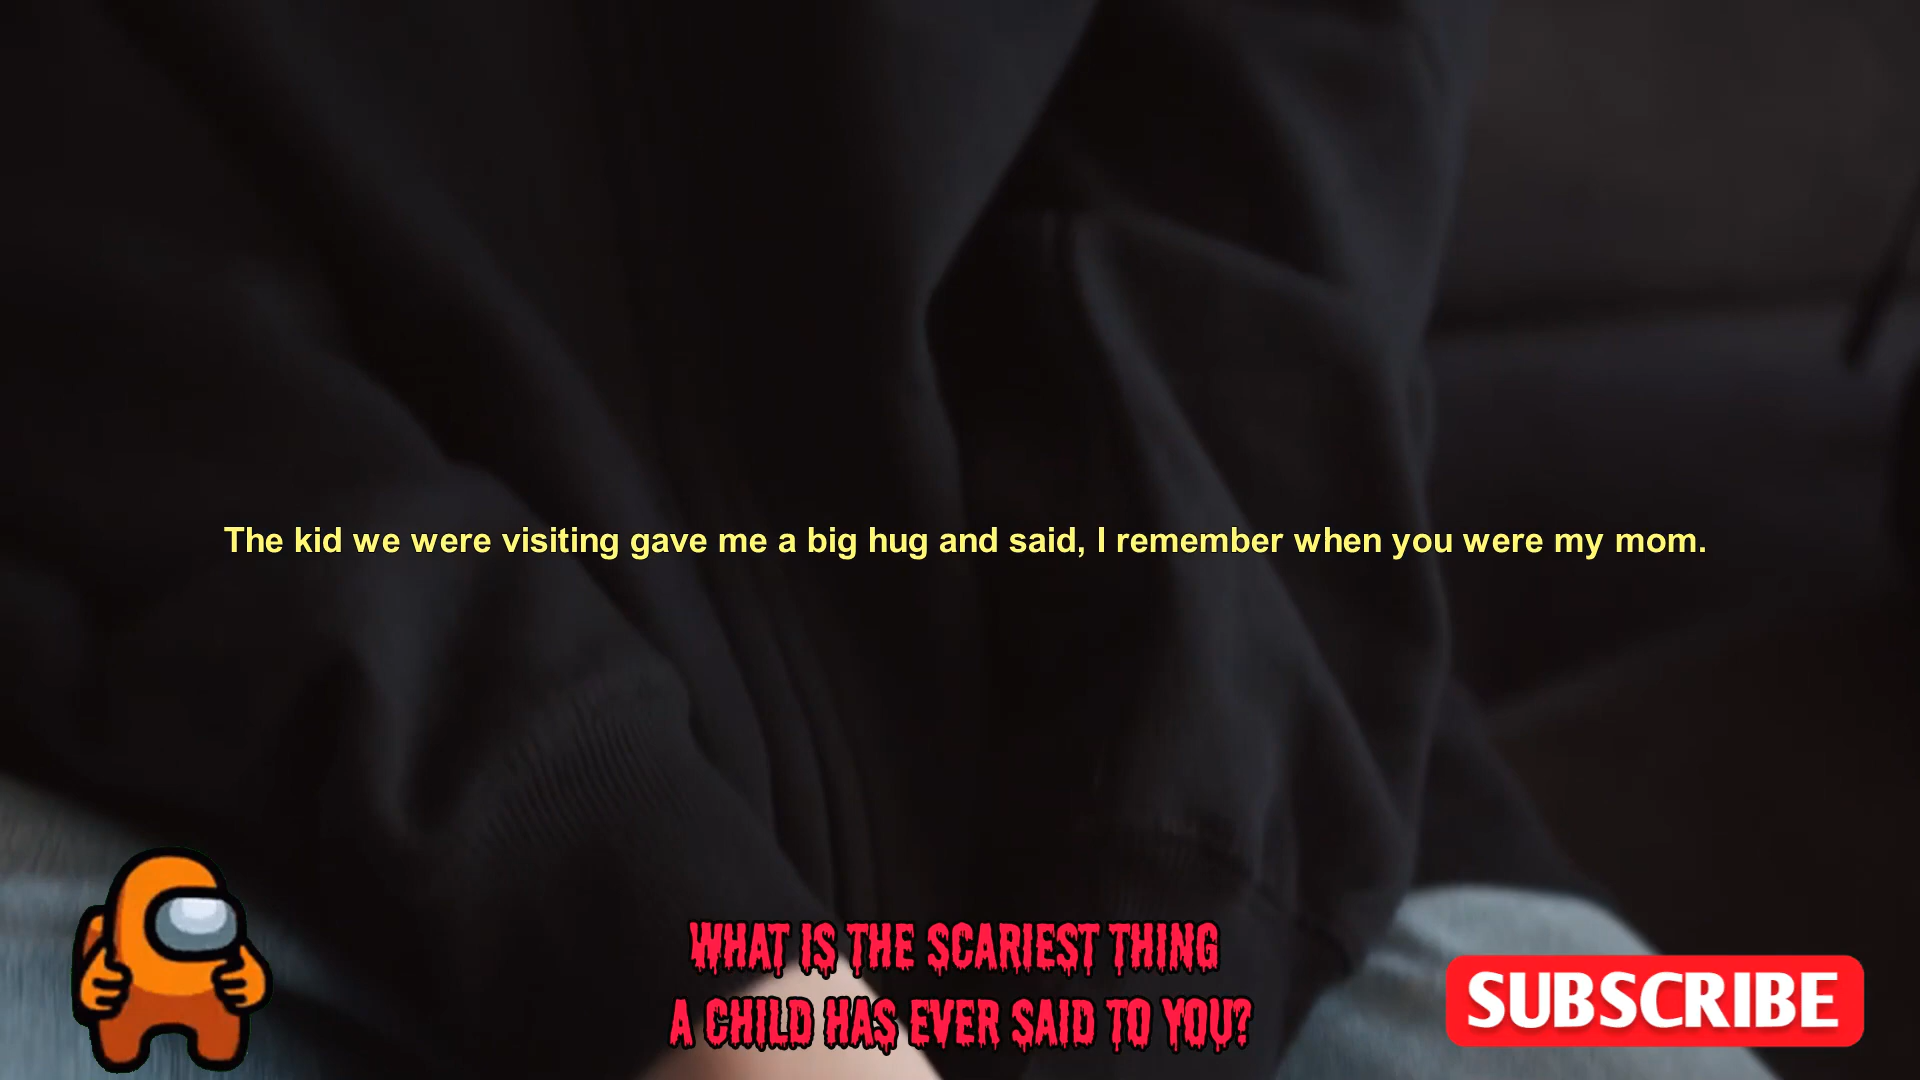 The kid we were visiting gave me a big hug and said, I remember when you were my mom.
WHAT IS THE SCARIEST THING
A CHILD HAS EVER SAID TO YOU?
SUBSCRIBE